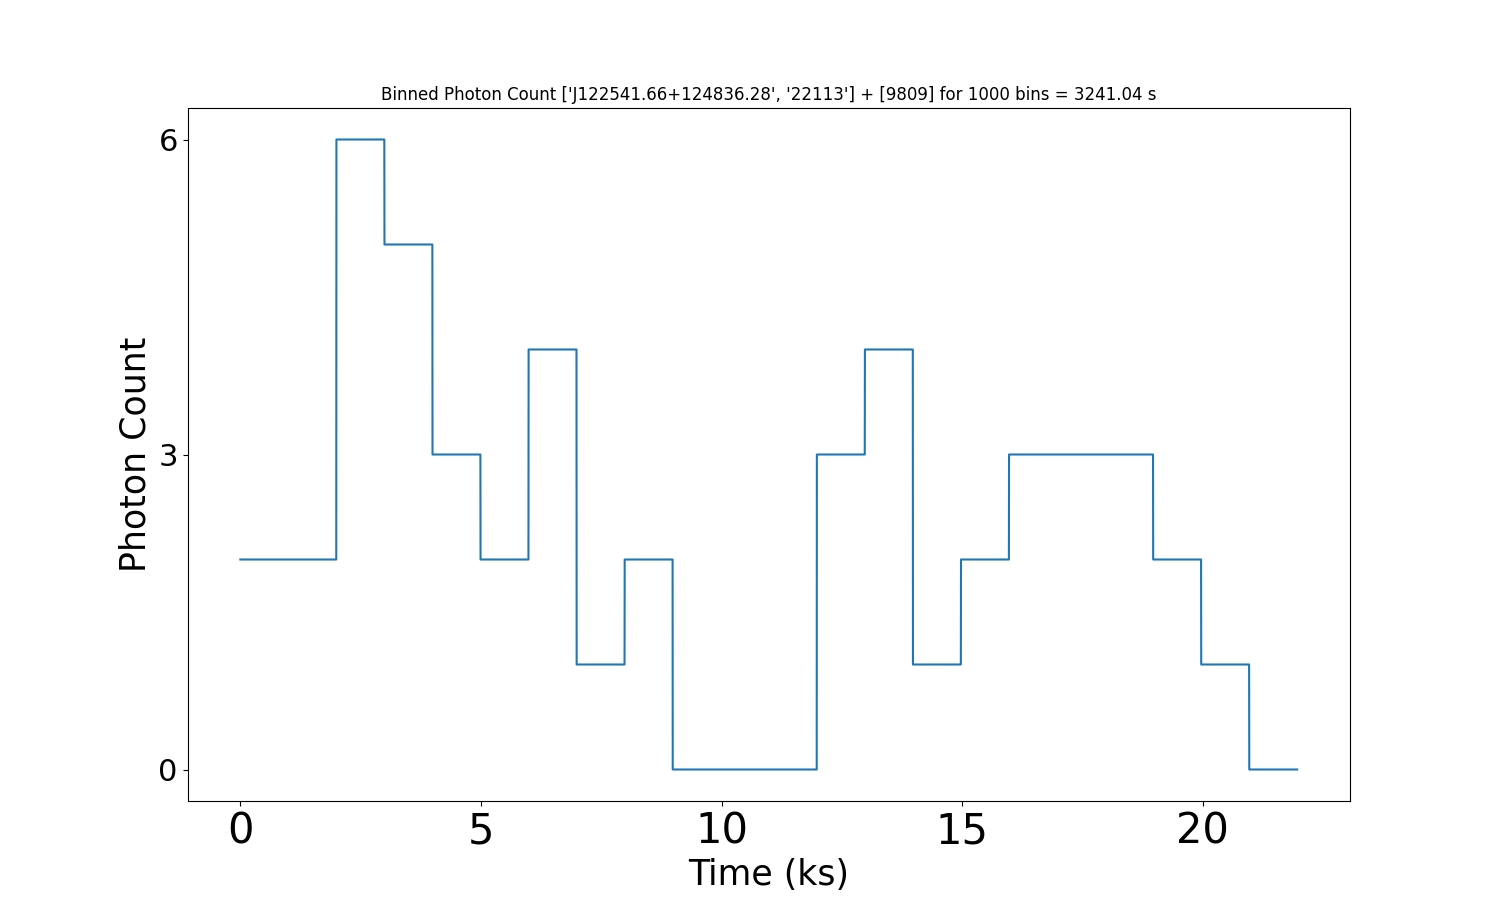 Binned Photon Count ['J122541.66+124836.28', '22113'] + [9809] for 1000 bins = 3241.04 s
6
3
0
Photon Count
0 5 10 15 20
Time (ks)